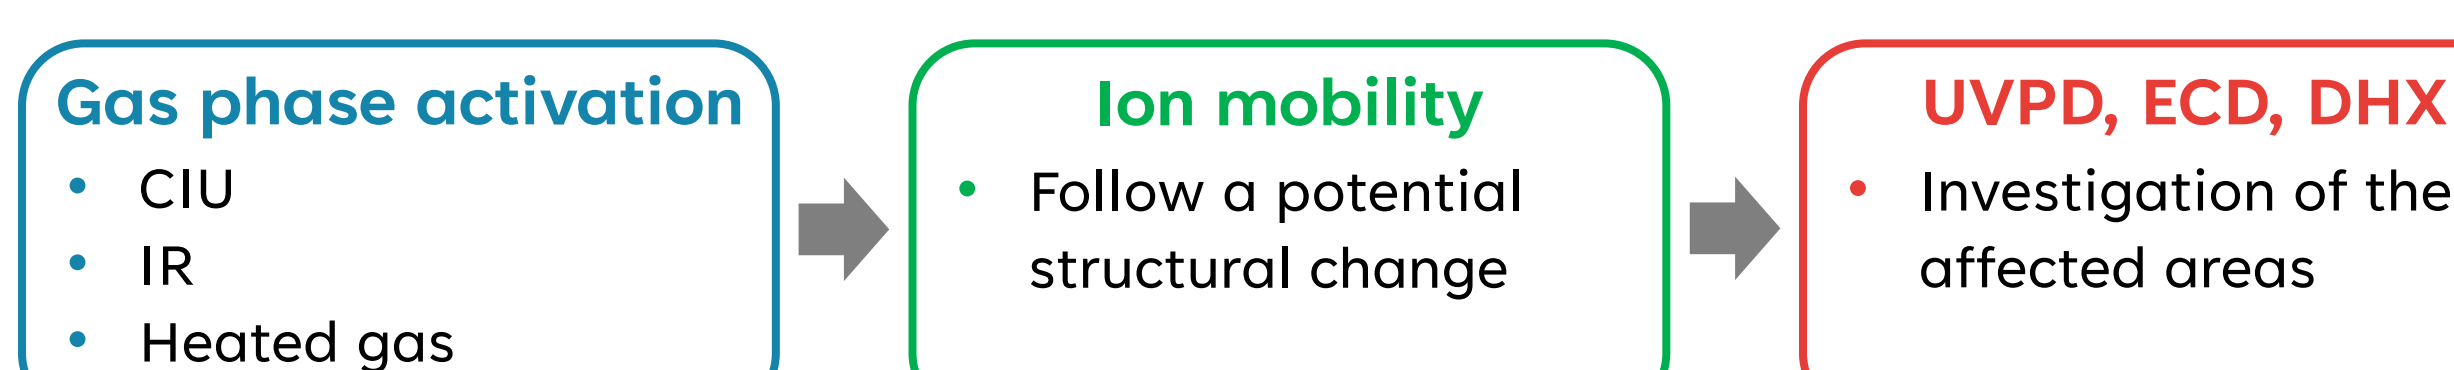 Gas phase activation
• CIU
• IR
• Heated gas
Ion mobility
• Follow a potential
structural change
UVPD, ECD, DHX
• Investigation of the
affected areas